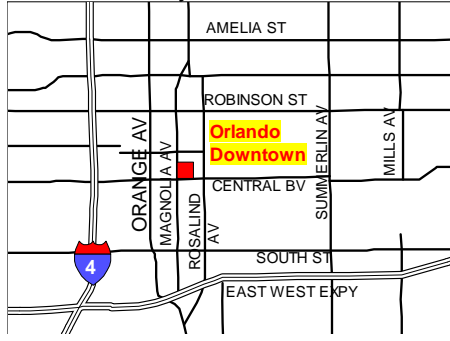 AMELIA ST
ROBINSON ST
Orlando
Downtown
ORANGE AV
MAGNOLIA AV
SUMMERLIN AV
MILLS AV
CENTRAL BV
ROSALIND
AV
SOUTH ST
4
EAST WEST EXPY